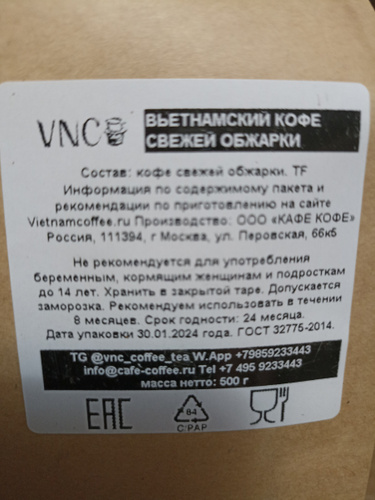 VNC
ВЬЕТНАМСКИЙ КОФЕ
СВЕЖЕЙ ОБЖАРКИ
Состав: кофе свежей обжарки. TF
Информация по содержимому пакета и
рекомендации по приготовлению на сайте
Vietnamcoffee.ru Производство: ООО «КАФЕ КОФЕ»
Россия, 111394, г Москва, ул. Перовская, 66к5
Не рекомендуется для употребления
беременным, кормящим женщинам и подросткам
до 14 лет. Хранить в закрытой таре. Допускается
заморозка. Рекомендуем использовать в течении
8 месяцев. Срок годности: 24 месяца.
Дата упаковки 30.01.2024 года. ГОСТ 32775-2014.
TG @vnc_coffee_tea W.App +79859233443
info@cafe-coffee.ru Tel +7 495 9233443
масса нетто: 500 г
EAC
84
C/PAP